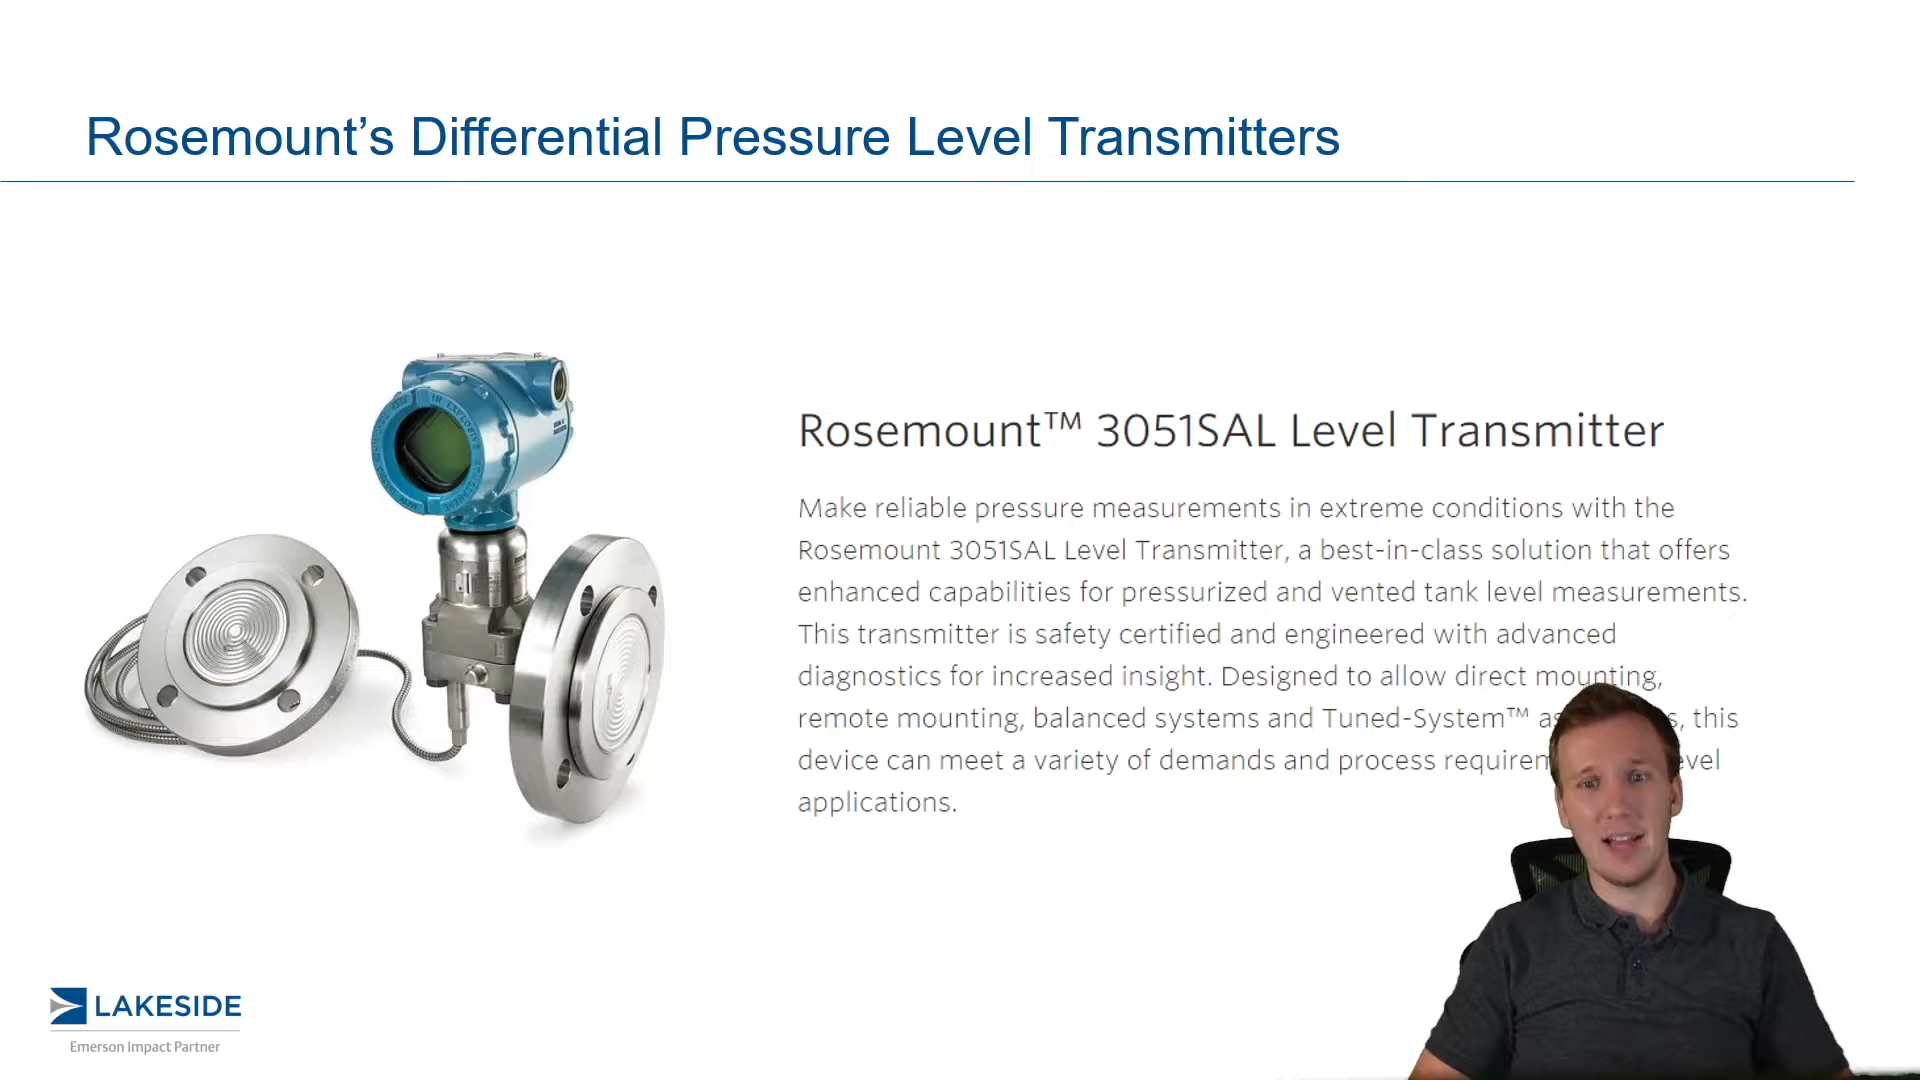 Rosemount’s Differential Pressure Level Transmitters
Rosemount™ 3051SAL Level Transmitter
Make reliable pressure measurements in extreme conditions with the
Rosemount 3051SAL Level Transmitter, a best-in-class solution that offers
enhanced capabilities for pressurized and vented tank level measurements.
This transmitter is safety certified and engineered with advanced
diagnostics for increased insight. Designed to allow direct mounting,
remote mounting, balanced systems and Tuned-System™ this
device can meet a variety of demands and process
applications.
LAKESIDE
Emerson Impact Partner